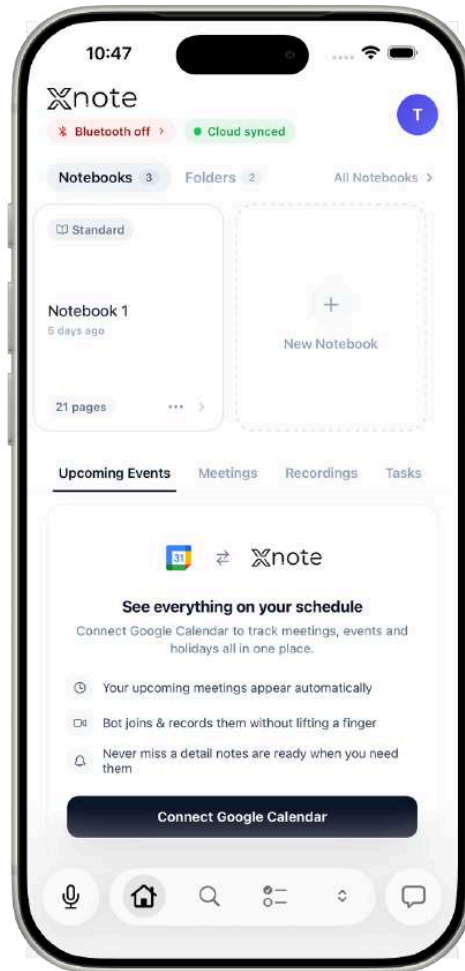 10:47
Xnote
Bluetooth off >
Cloud synced
T
Notebooks 3
Folders 2
All Notebooks >
Standard
Notebook 1
5 days ago
21 pages
New Notebook
Upcoming Events
Meetings
Recordings
Tasks
31
Xnote
See everything on your schedule
Connect Google Calendar to track meetings, events and
holidays all in one place.
Your upcoming meetings appear automatically
Bot joins & records them without lifting a finger
Never miss a detail notes are ready when you need
them
Connect Google Calendar